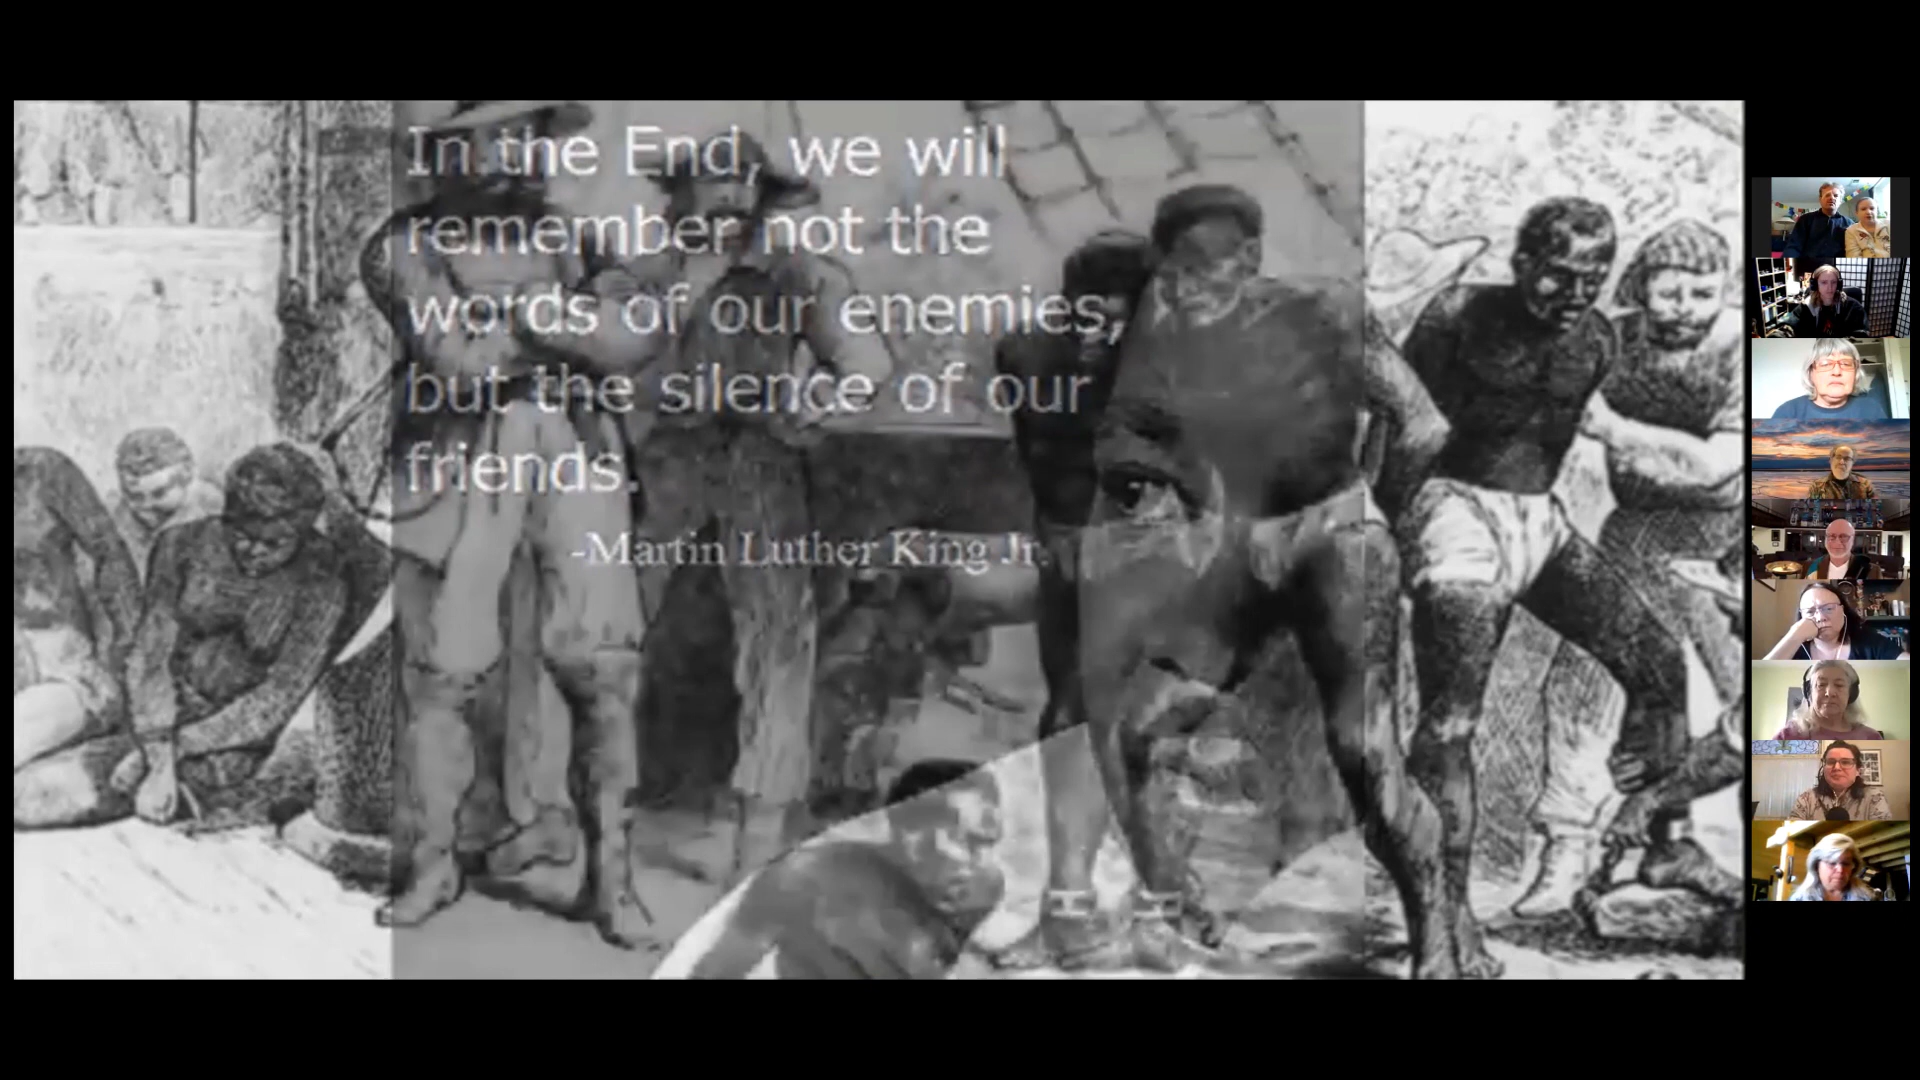 In the End, we will
remember not the
words of our enemies,
but the silence of our
friends.
-Martin Luther King Jr.